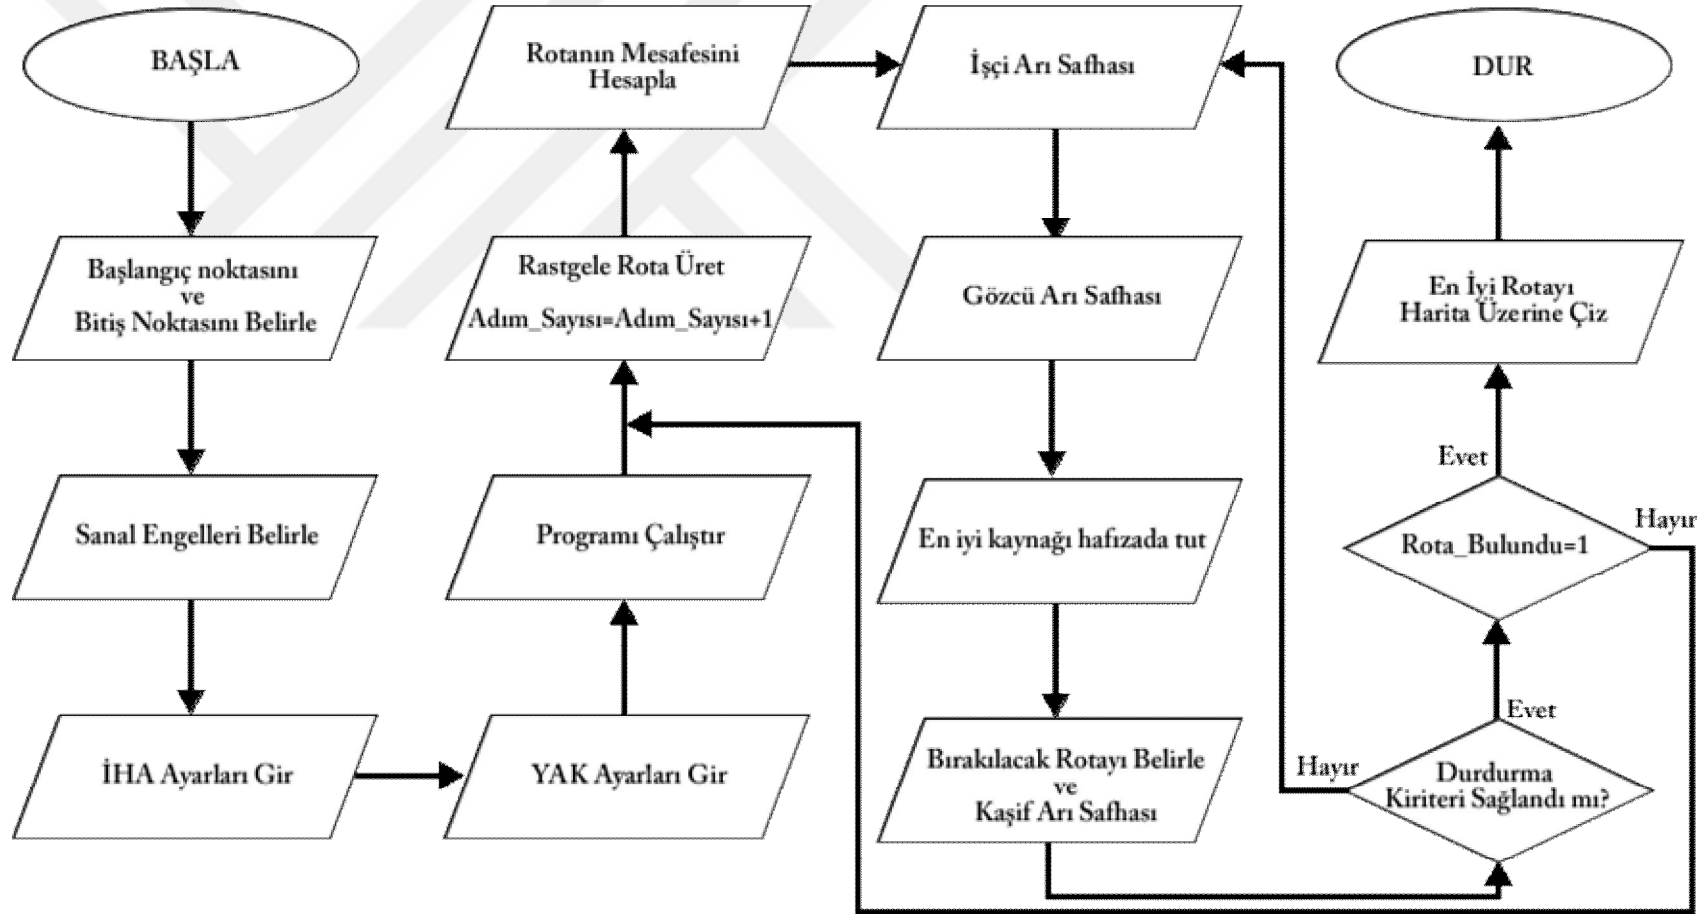 BAŞLA
Başlangıç noktasını
ve
Bitiş Noktasını Belirle
Sanal Engelleri Belirle
İHA Ayarları Gir
YAK Ayarları Gir
Programı Çalıştır
Rastgele Rota Üret
Adım_Sayısı=Adım_Sayısı+1
Rotanın Mesafesini
Hesapla
İşçi Arı Safhası
Gözcü Arı Safhası
En iyi kaynağı hafızada tut
Bırakılacak Rotayı Belirle
ve
Kaşif Arı Safhası
Durdurma
Kiriteri Sağlandı mı?
Hayır
Evet
Rota_Bulundu=1
Hayır
Evet
En İyi Rotayı
Harita Üzerine Çiz
DUR